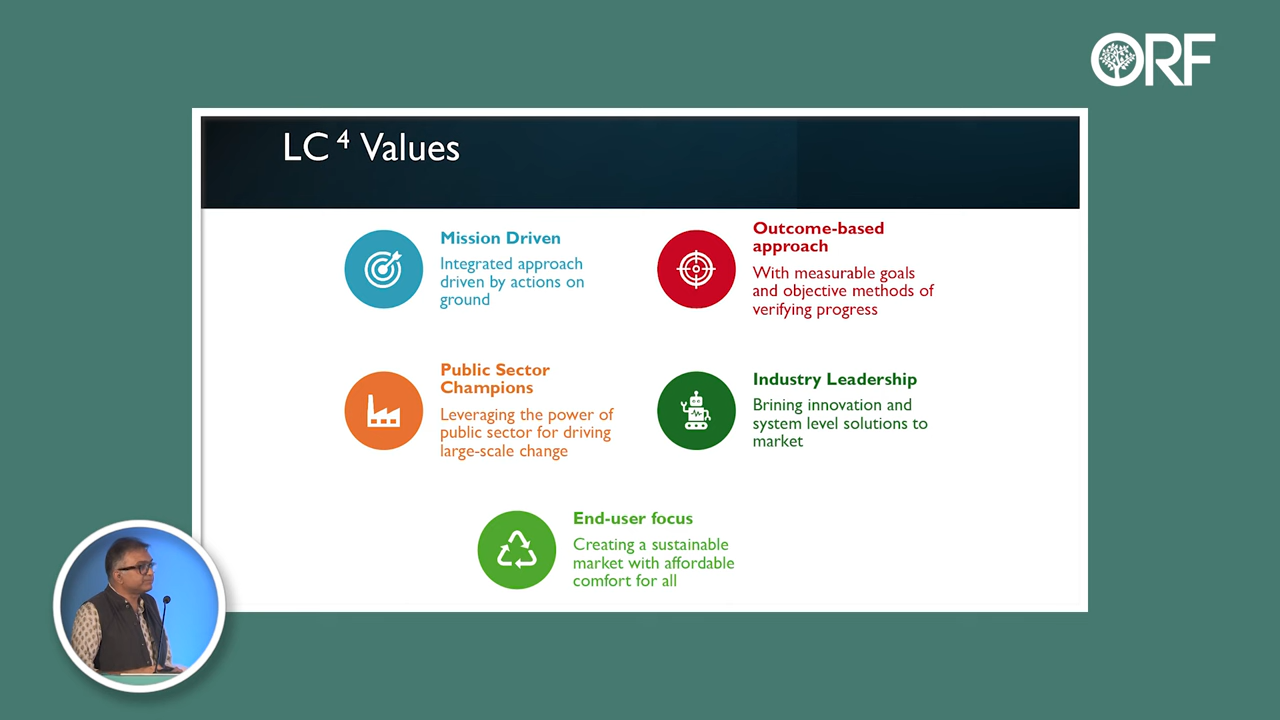 ORF
LC 4 Values
Mission Driven
Integrated approach
driven by actions on
ground
Outcome-based
approach
With measurable goals
and objective methods of
verifying progress
Public Sector
Champions
Leveraging the power of
public sector for driving
large-scale change
Industry Leadership
Brining innovation and
system level solutions to
market
End-user focus
Creating a sustainable
market with affordable
comfort for all